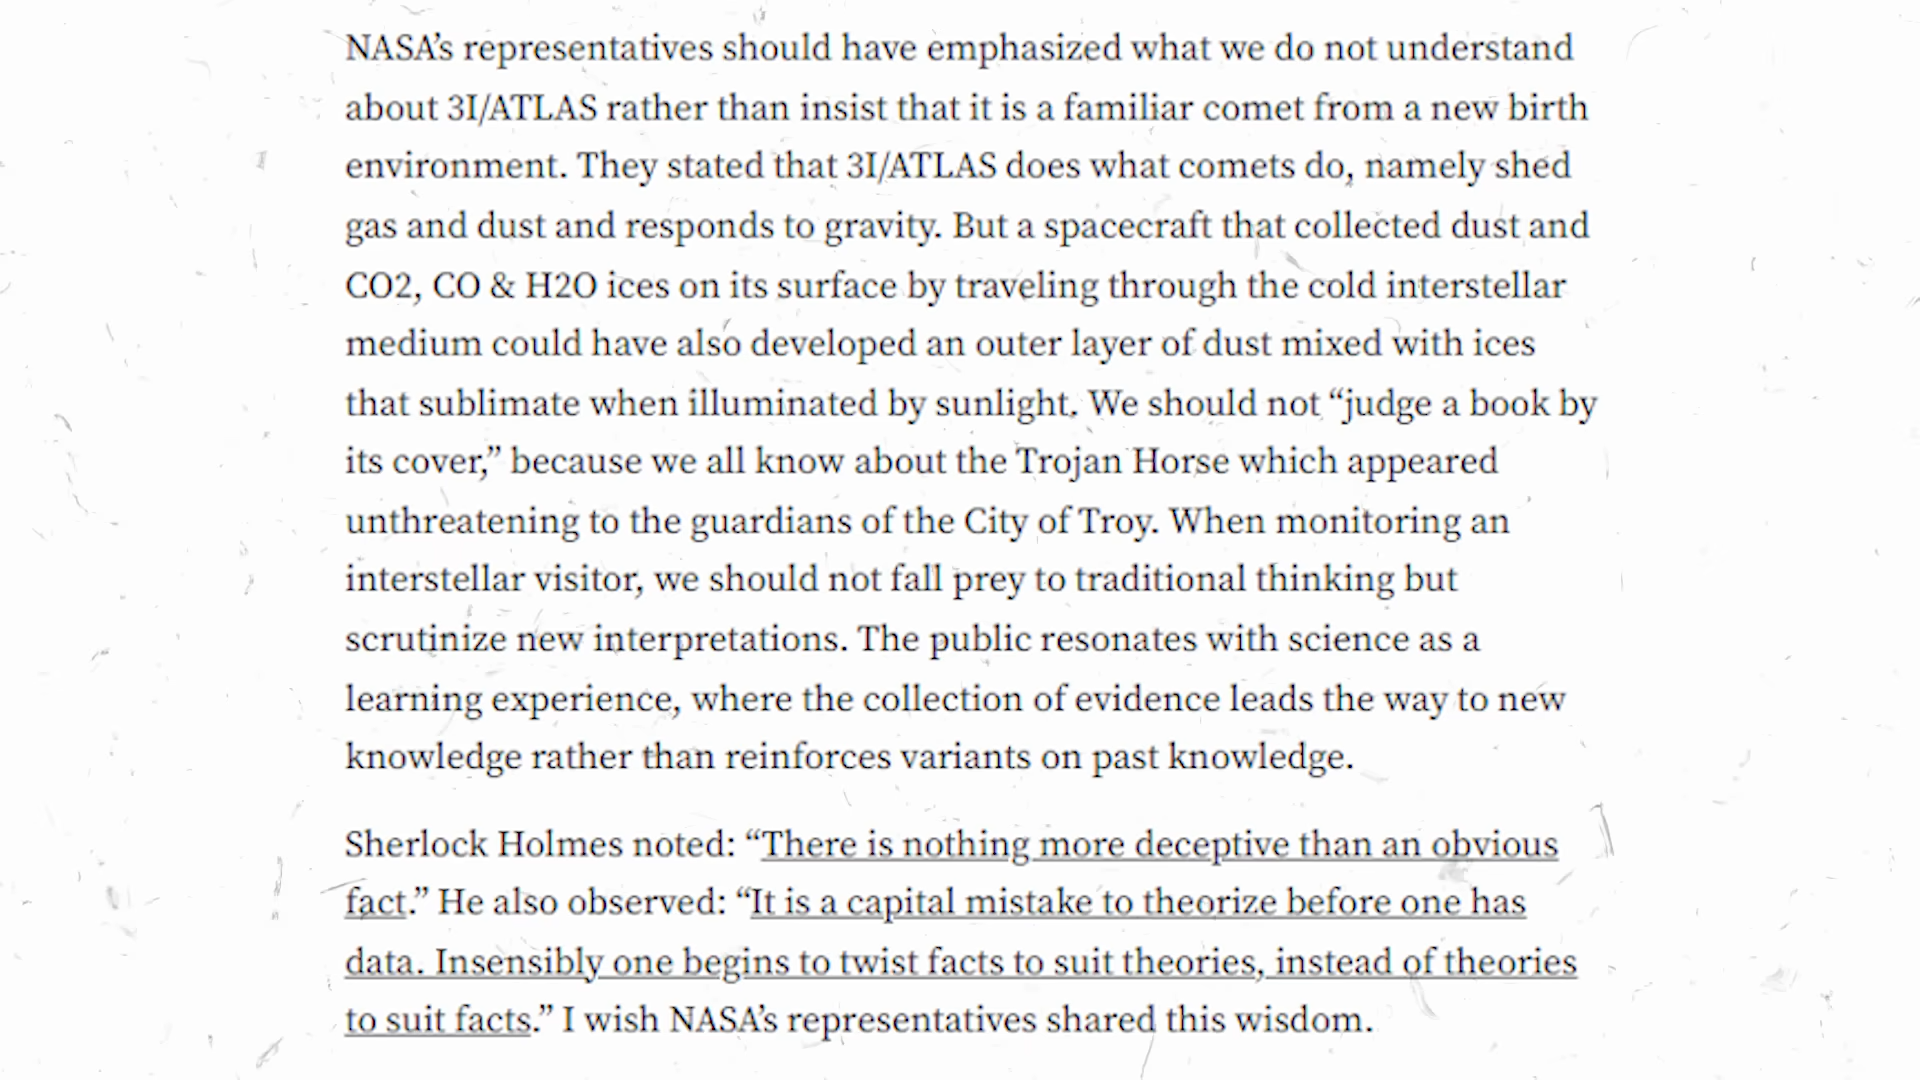 NASA’s representatives should have emphasized what we do not understand
about 3I/ATLAS rather than insist that it is a familiar comet from a new birth
environment. They stated that 3I/ATLAS does what comets do, namely shed
gas and dust and responds to gravity. But a spacecraft that collected dust and
CO2, CO & H2O ices on its surface by traveling through the cold interstellar
medium could have also developed an outer layer of dust mixed with ices
that sublimate when illuminated by sunlight. We should not “judge a book by
its cover,” because we all know about the Trojan Horse which appeared
unthreatening to the guardians of the City of Troy. When monitoring an
interstellar visitor, we should not fall prey to traditional thinking but
scrutinize new interpretations. The public resonates with science as a
learning experience, where the collection of evidence leads the way to new
knowledge rather than reinforces variants on past knowledge.
Sherlock Holmes noted: “There is nothing more deceptive than an obvious
fact.” He also observed: “It is a capital mistake to theorize before one has
data. Insensibly one begins to twist facts to suit theories, instead of theories
to suit facts.” I wish NASA’s representatives shared this wisdom.